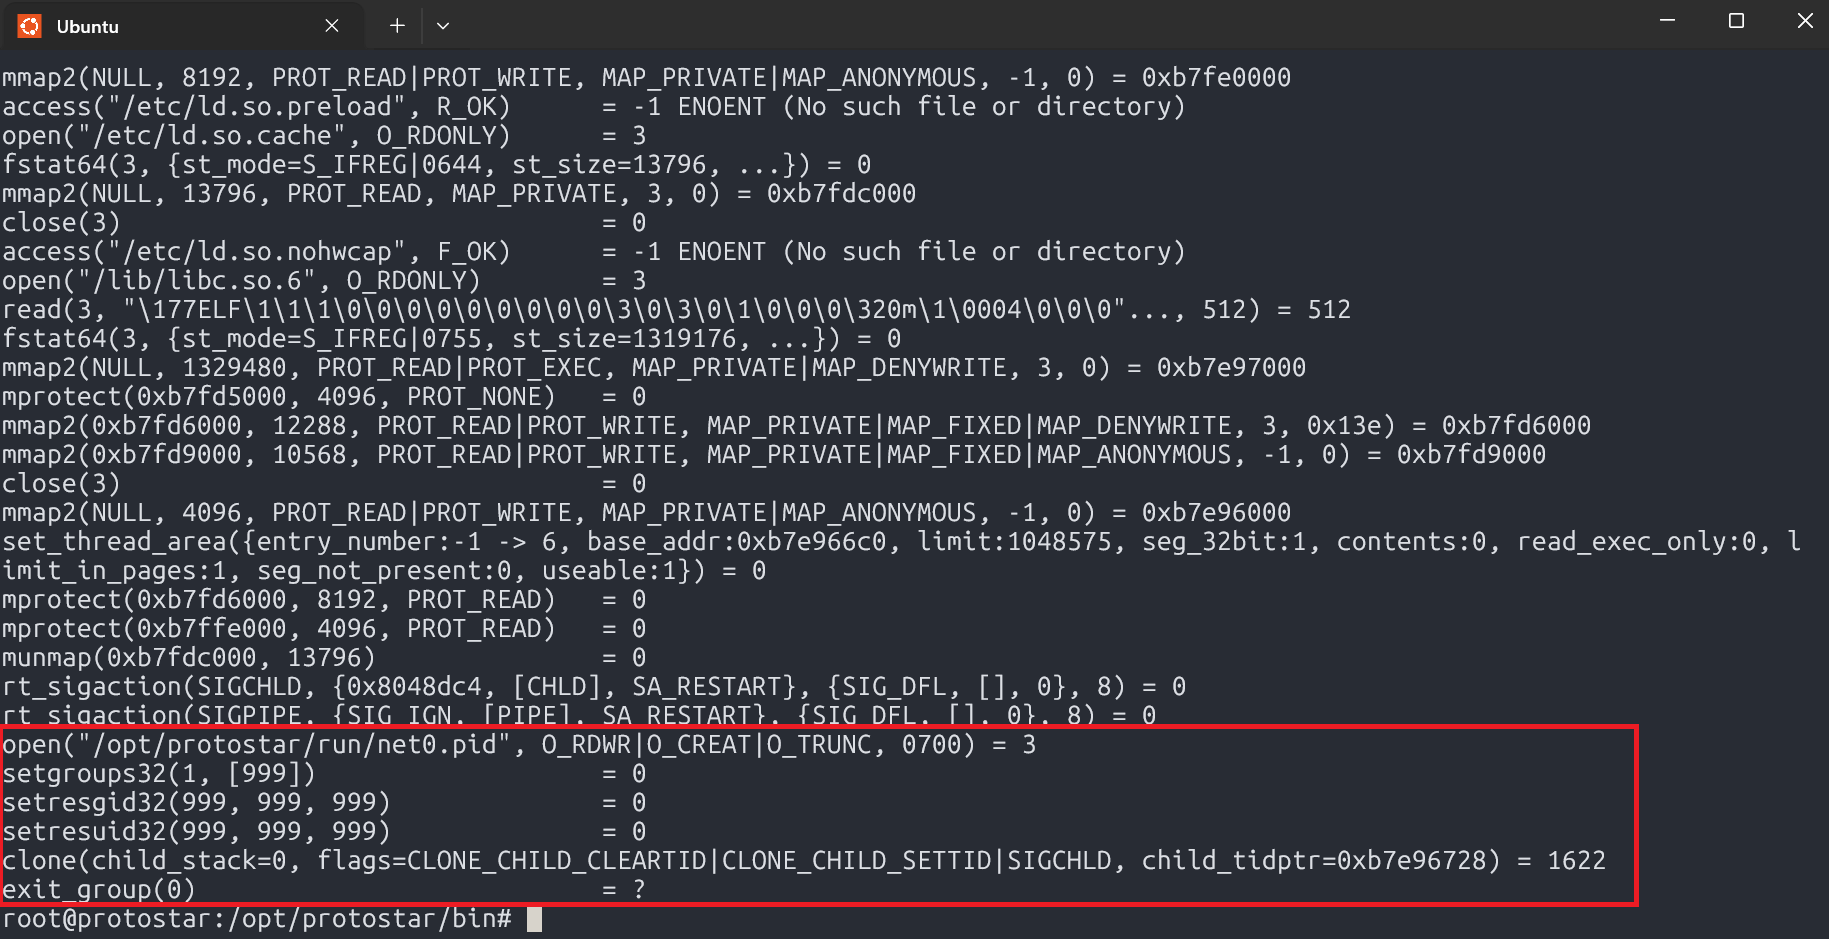 Ubuntu
mmap2(NULL, 8192, PROT_READ|PROT_WRITE, MAP_PRIVATE|MAP_ANONYMOUS, -1, 0) = 0xb7fe0000
access("/etc/ld.so.preload", R_OK)      = -1 ENOENT (No such file or directory)
open("/etc/ld.so.cache", O_RDONLY)      = 3
fstat64(3, {st_mode=S_IFREG|0644, st_size=13796, ...}) = 0
mmap2(NULL, 13796, PROT_READ, MAP_PRIVATE, 3, 0) = 0xb7fdc000
close(3)                                = 0
access("/etc/ld.so.nohwcap", F_OK)      = -1 ENOENT (No such file or directory)
open("/lib/libc.so.6", O_RDONLY)        = 3
read(3, "\177ELF\1\1\1\0\0\0\0\0\0\0\0\0\3\0\3\0\1\0\0\0\320m\1\0004\0\0\0"..., 512) = 512
fstat64(3, {st_mode=S_IFREG|0755, st_size=1319176, ...}) = 0
mmap2(NULL, 1329480, PROT_READ|PROT_EXEC, MAP_PRIVATE|MAP_DENYWRITE, 3, 0) = 0xb7e97000
mprotect(0xb7fd5000, 4096, PROT_NONE)   = 0
mmap2(0xb7fd6000, 12288, PROT_READ|PROT_WRITE, MAP_PRIVATE|MAP_FIXED|MAP_DENYWRITE, 3, 0x13e) = 0xb7fd6000
mmap2(0xb7fd9000, 10568, PROT_READ|PROT_WRITE, MAP_PRIVATE|MAP_FIXED|MAP_ANONYMOUS, -1, 0) = 0xb7fd9000
close(3)                                = 0
mmap2(NULL, 4096, PROT_READ|PROT_WRITE, MAP_PRIVATE|MAP_ANONYMOUS, -1, 0) = 0xb7e96000
set_thread_area({entry_number:-1 -> 6, base_addr:0xb7e966c0, limit:1048575, seg_32bit:1, contents:0, read_exec_only:0, l
imit_in_pages:1, seg_not_present:0, useable:1}) = 0
mprotect(0xb7fd6000, 8192, PROT_READ)   = 0
mprotect(0xb7ffe000, 4096, PROT_READ)   = 0
munmap(0xb7fdc000, 13796)               = 0
rt_sigaction(SIGCHLD, {0x8048dc4, [CHLD], SA_RESTART}, {SIG_DFL, [], 0}, 8) = 0
rt_sigaction(SIGPIPE, {SIG_IGN, [PIPE], SA_RESTART}, {SIG_DFL, [], 0}, 8) = 0
open("/opt/protostar/run/net0.pid", O_RDWR|O_CREAT|O_TRUNC, 0700) = 3
setgroups32(1, [999])                   = 0
setresgid32(999, 999, 999)              = 0
setresuid32(999, 999, 999)              = 0
clone(child_stack=0, flags=CLONE_CHILD_CLEARTID|CLONE_CHILD_SETTID|SIGCHLD, child_tidptr=0xb7e96728) = 1622
exit_group(0)                           = ?
root@protostar:/opt/protostar/bin#